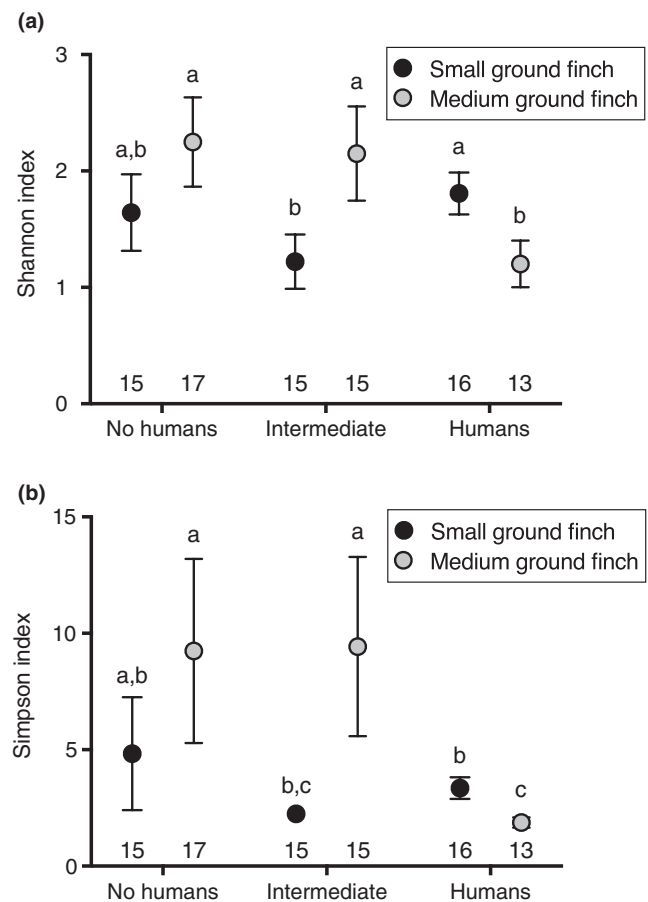 (a)
Shannon index
3
2
1
0
Small ground finch
Medium ground finch
a,b
a
b
a
a
b
15 17 15 15 16 13
No humans Intermediate Humans
(b)
Simpson index
15
10
5
0
Small ground finch
Medium ground finch
a,b
a
b,c
a
b
c
15 17 15 15 16 13
No humans Intermediate Humans